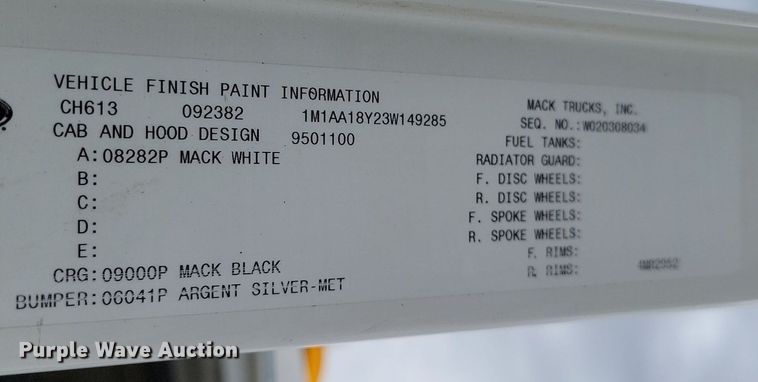 VEHICLE FINISH PAINT INFORMATION
CH613 092382 1M1AA18Y23W149285
CAB AND HOOD DESIGN 9501100
A: 08282P MACK WHITE
B:
C:
D:
E:
CRG: 09000P MACK BLACK
BUMPER: 06041P ARGENT SILVER-MET
MACK TRUCKS, INC.
SEQ. NO.: W020308034
FUEL TANKS:
RADIATOR GUARD:
F. DISC WHEELS:
R. DISC WHEELS:
F. SPOKE WHEELS:
R. SPOKE WHEELS:
F. RIMS:
R. RIMS:
Purple Wave Auction